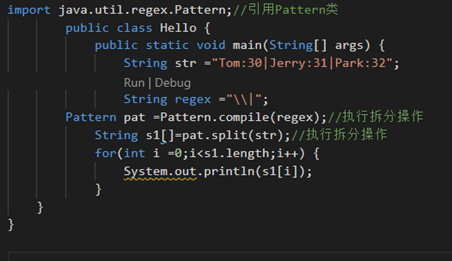 import java.util.regex.Pattern;//引用Pattern类
public class Hello {
public static void main(String[] args) {
String str ="Tom:30|Jerry:31|Park:32";
Run | Debug
String regex ="\\|";
Pattern pat =Pattern.compile(regex);//执行拆分操作
String s1[]=pat.split(str);//执行拆分操作
for(int i =0;i<s1.length;i++) {
System.out.println(s1[i]);
}
}
}